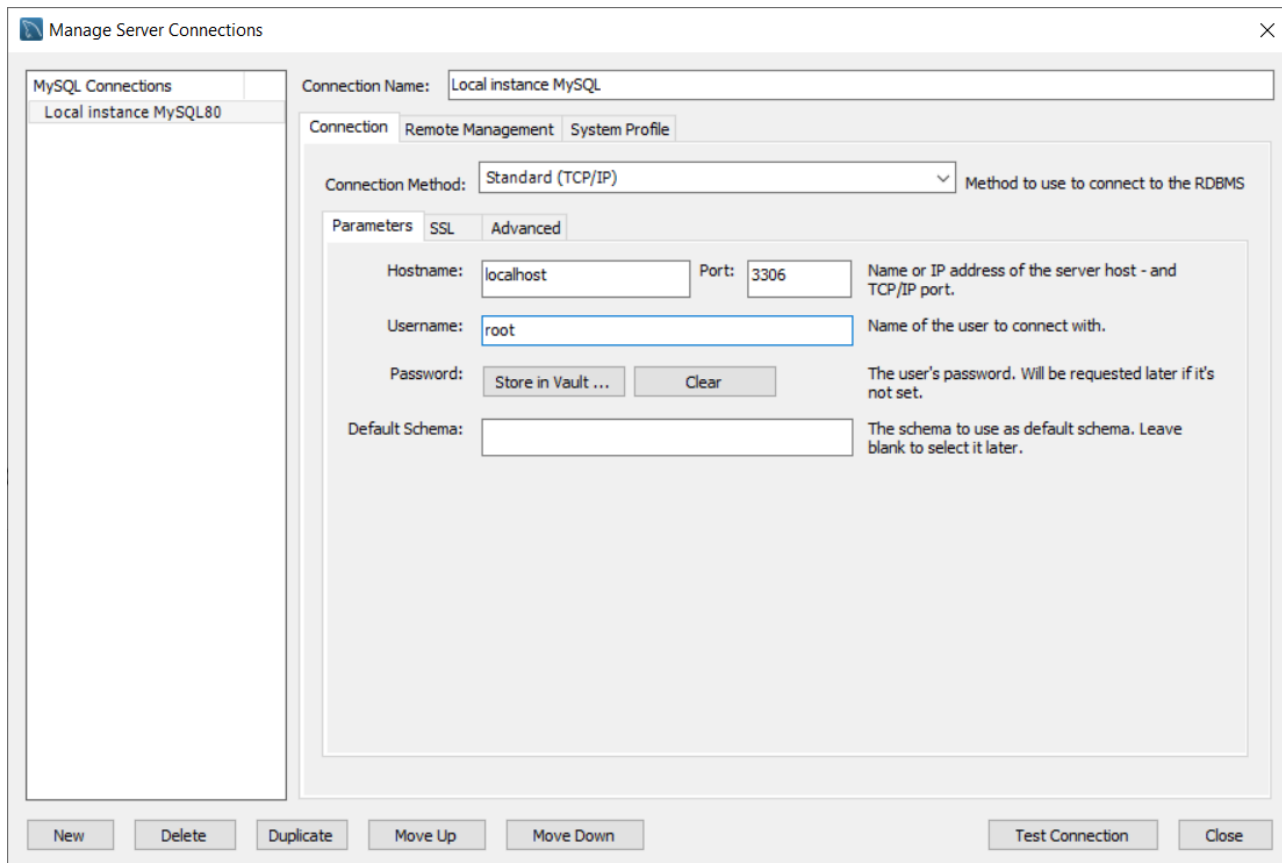 Manage Server Connections
MySQL Connections
Local instance MySQL80
Connection Name: Local instance MySQL
Connection Remote Management System Profile
Connection Method: Standard (TCP/IP) Method to use to connect to the RDBMS
Parameters SSL Advanced
Hostname: localhost Port: 3306 Name or IP address of the server host - and
TCP/IP port.
Username: root Name of the user to connect with.
Password: Store in Vault ... Clear The user's password. Will be requested later if it's
not set.
Default Schema: The schema to use as default schema. Leave
blank to select it later.
New Delete Duplicate Move Up Move Down Test Connection Close